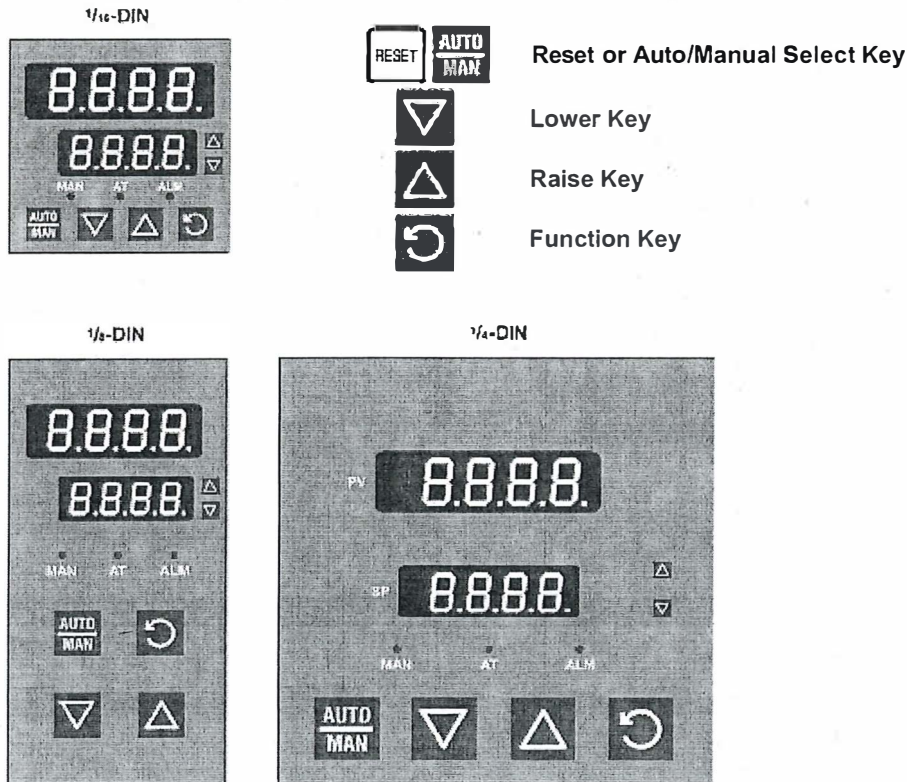 1/16-DIN
8.8.8.8.
8.8.8.8.
MAN AT ALM
AUTO
MAN
RESET
AUTO
MAN
Reset or Auto/Manual Select Key
Lower Key
Raise Key
Function Key
1/8-DIN
8.8.8.8.
8.8.8.8.
MAN AT ALM
AUTO
MAN
1/4-DIN
PV 8.8.8.8.
SP 8.8.8.8.
MAN AT ALM
AUTO
MAN